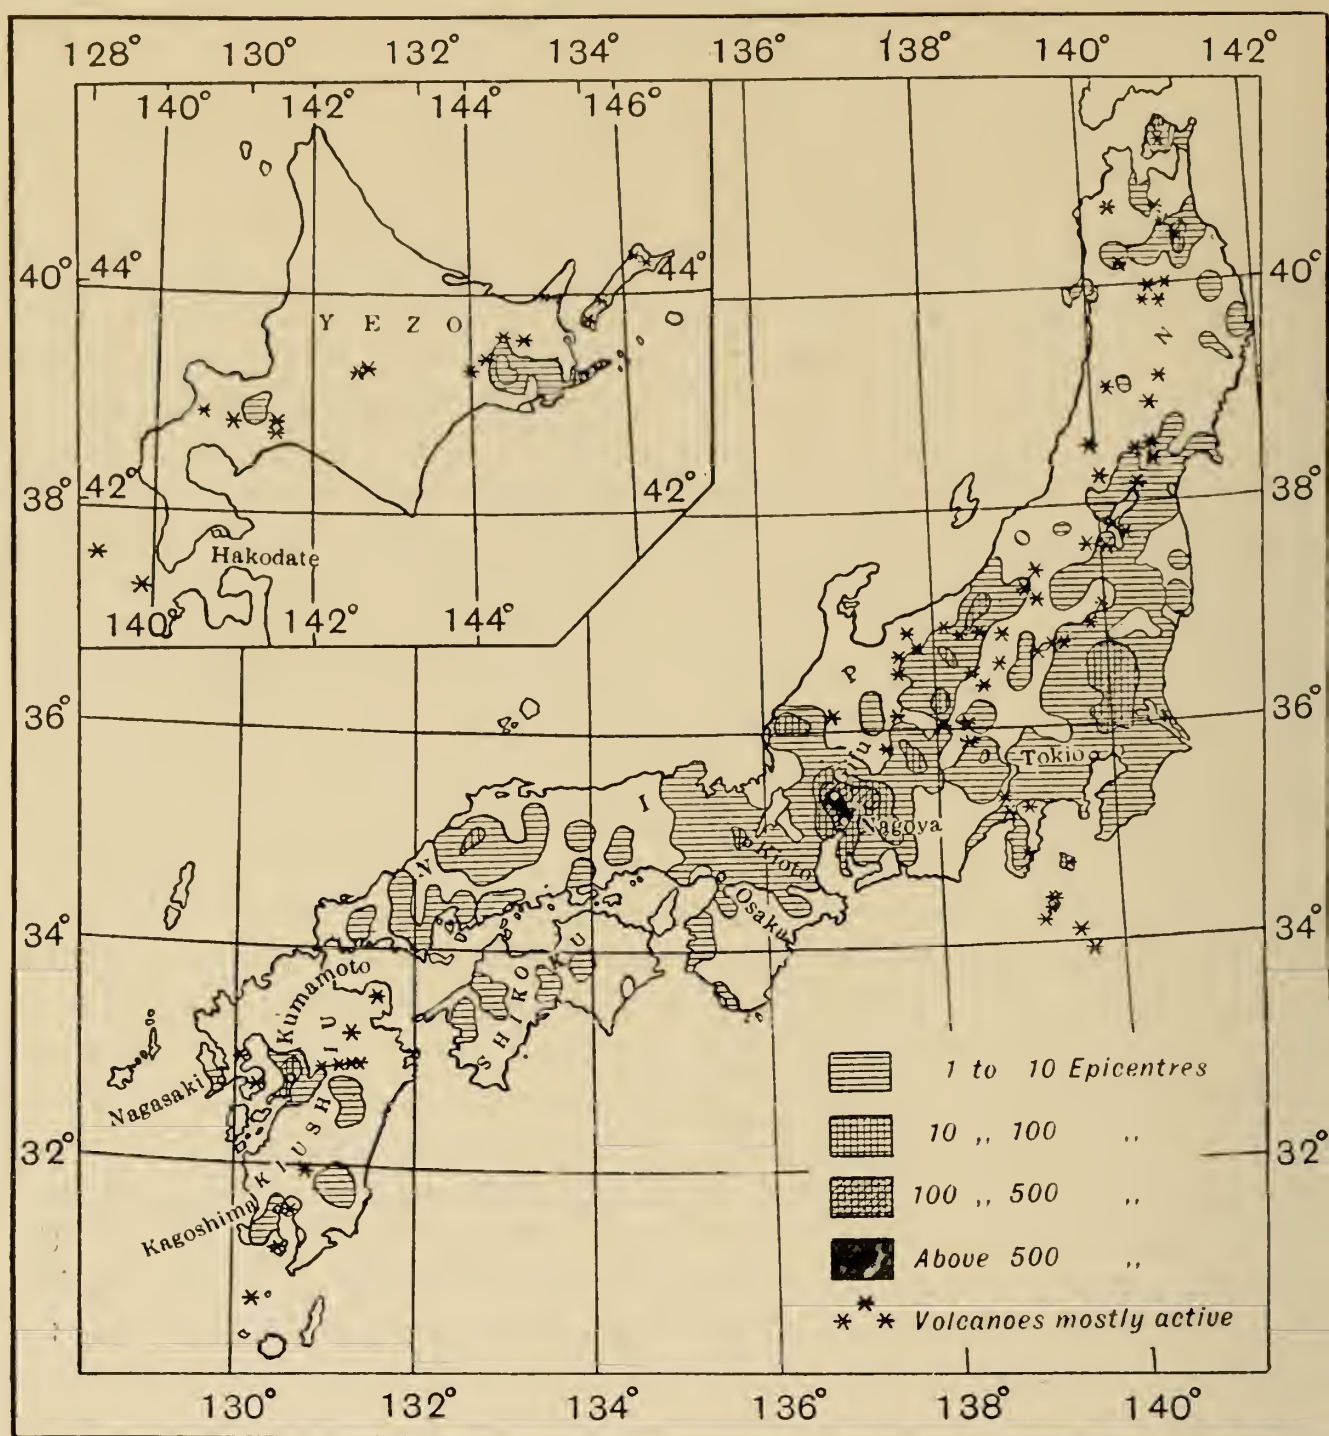 128° 130° 132° 134° 136° 138° 140° 142°
140° 142° 144° 146°
40° 44° 44° 40°
YEZO
38° 42° 42° 38°
Hakodate
140° 142° 144°
36° 36°
NIPON
Gifu
Tokio
Nagoya
Kioto
Osaka
34° 34°
SHIKOKU
Kumamoto
KIUSHIU
Nagasaki
1 to 10 Epicentres
10 ,, 100 ,,
32° 32°
100 ,, 500 ,,
Kagoshima
Above 500 ,,
Volcanoes mostly active
130° 132° 134° 136° 138° 140°